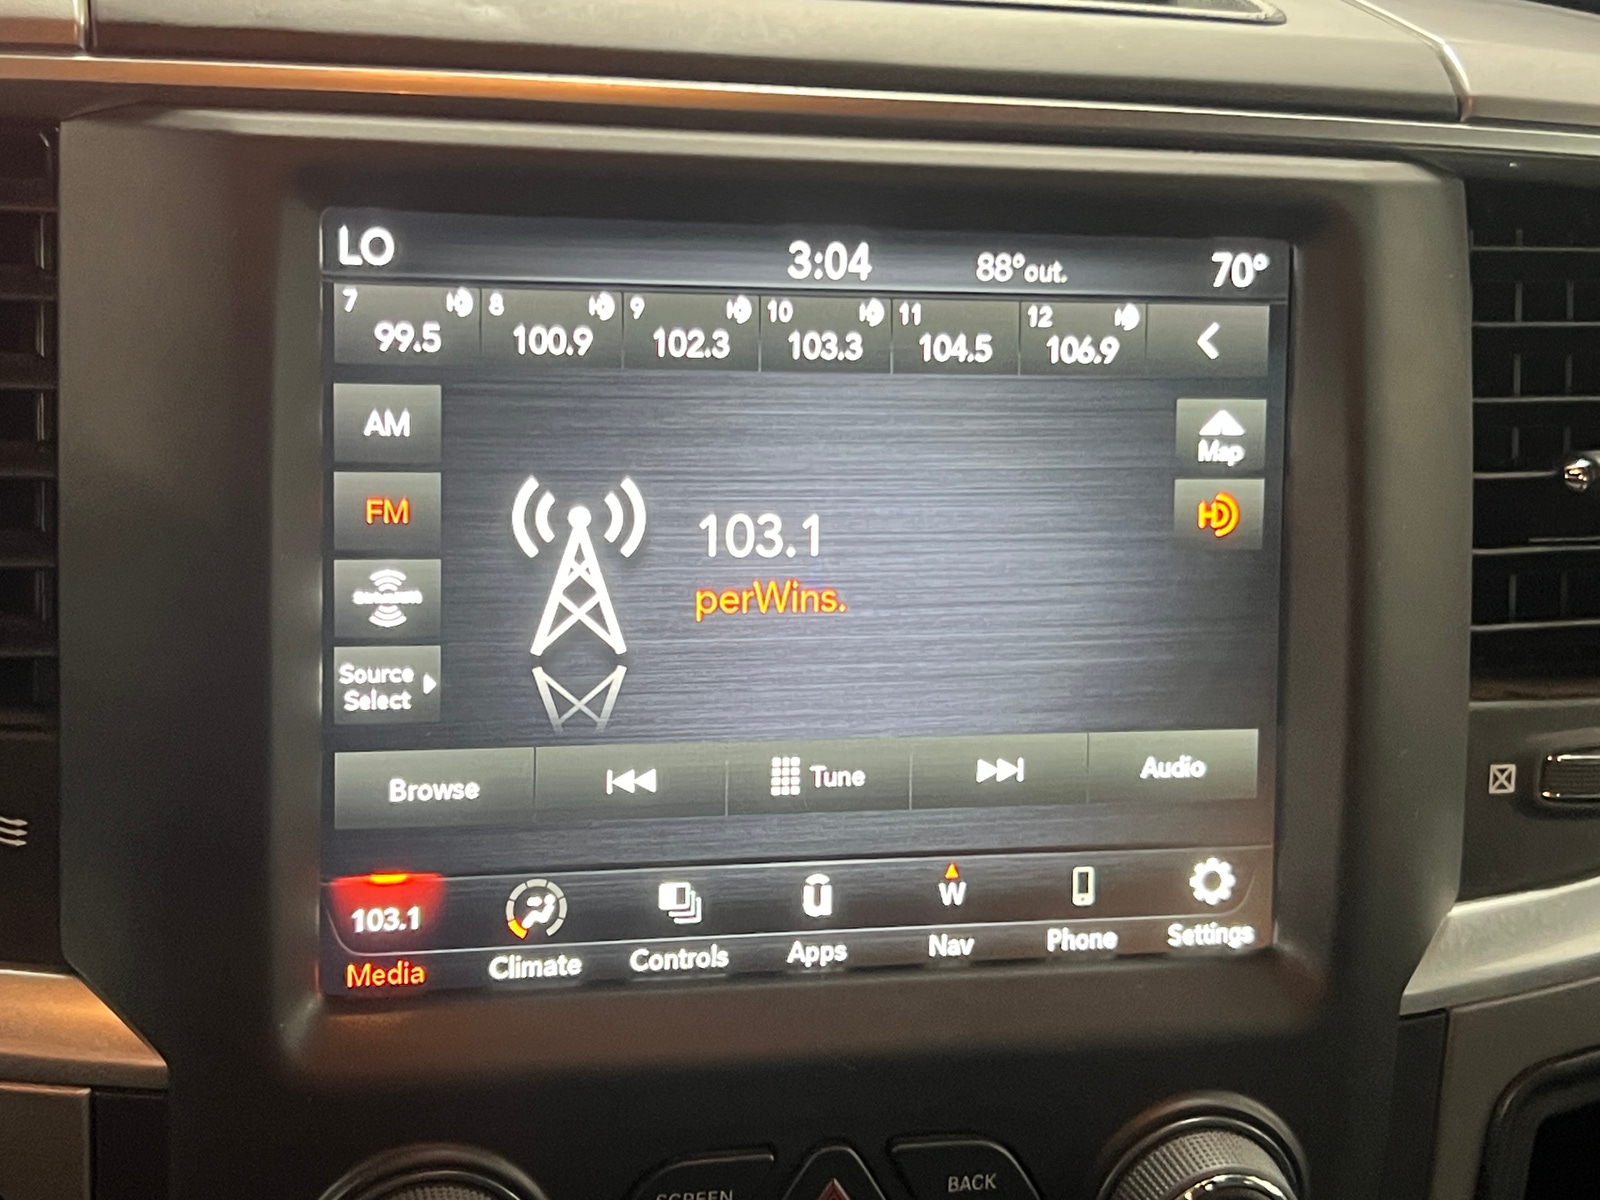 LO 3:04 88° out. 70°
7 8 9 10 11 12
99.5 100.9 102.3 103.3 104.5 106.9
AM
Map
FM
HD
103.1
perWins.
Source
Select
Browse Tune Audio
103.1 W
Media Climate Controls Apps Nav Phone Settings
SCREEN BACK